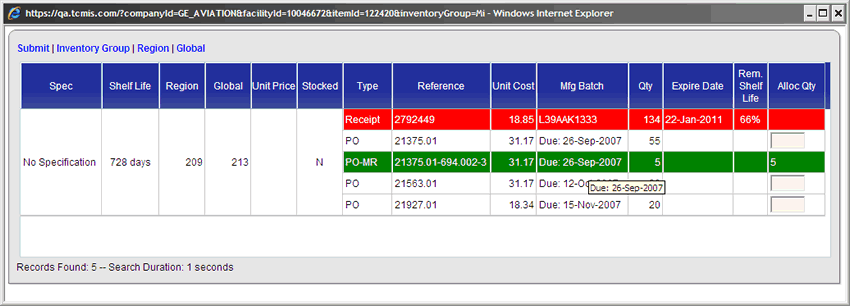 https://qa.tcmis.com/?companyId=GE_AVIATION&facilityId=10046672&itemId=122420&inventoryGroup=Mi - Windows Internet Explorer
Submit | Inventory Group | Region | Global
Spec Shelf Life Region Global Unit Price Stocked Type Reference Unit Cost Mfg Batch Qty Expire Date Rem. Shelf Life Alloc Qty
Receipt 2792449 18.85 L39AAK1333 134 22-Jan-2011 66%
PO 21375.01 31.17 Due: 26-Sep-2007 55
No Specification 728 days 209 213 N PO-MR 21375.01-694.002-3 31.17 Due: 26-Sep-2007 5 5
PO 21563.01 31.17 Due: 12-Oc
Due: 26-Sep-2007
PO 21927.01 18.34 Due: 15-Nov-2007 20
Records Found: 5 -- Search Duration: 1 seconds